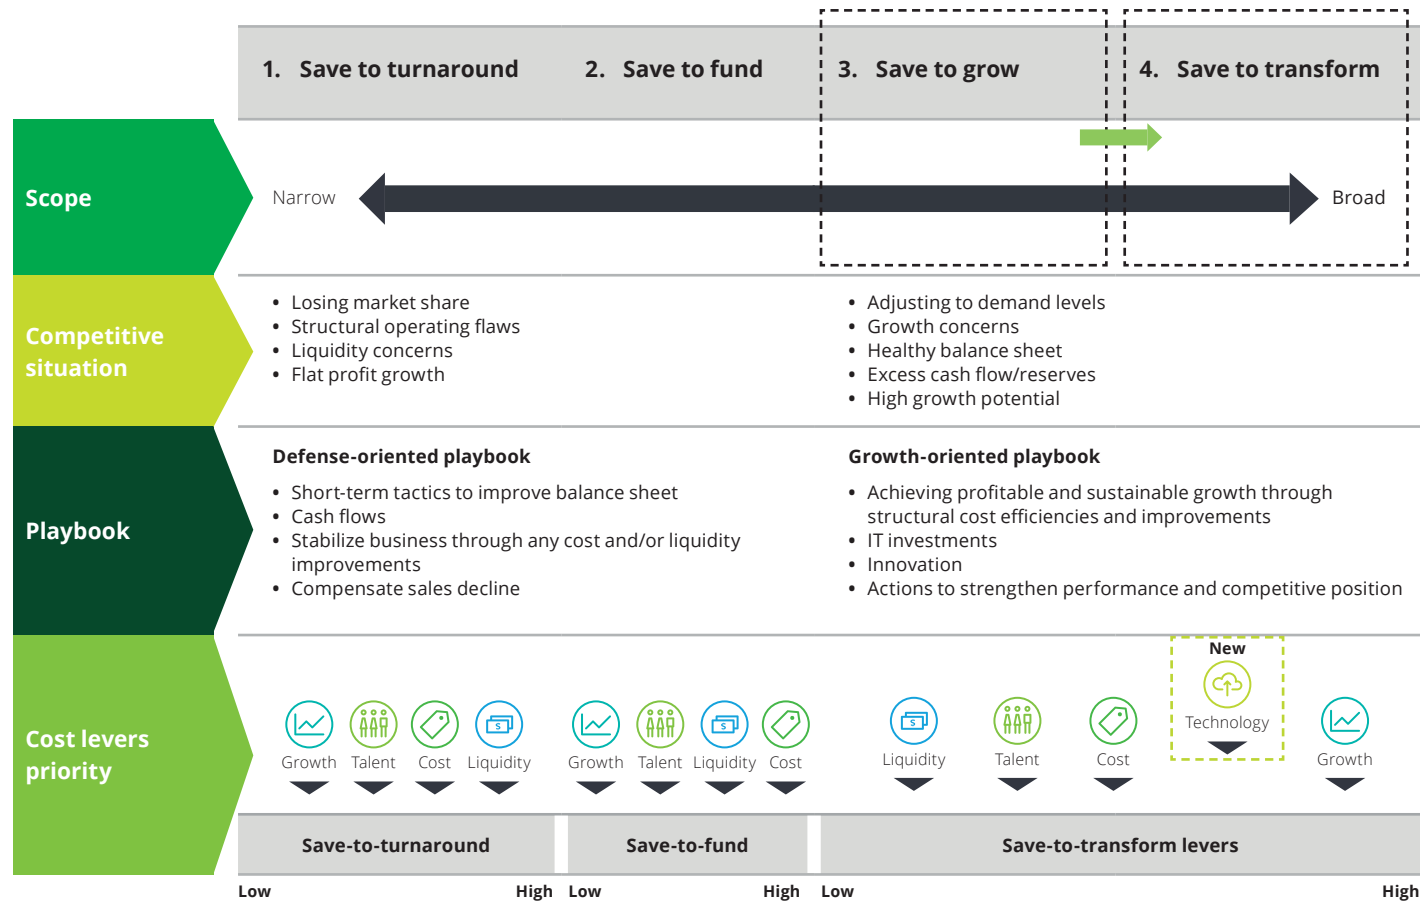 1. Save to turnaround
2. Save to fund
3. Save to grow
4. Save to transform
Scope
Narrow
Broad
Competitive
situation
• Losing market share
• Structural operating flaws
• Liquidity concerns
• Flat profit growth
• Adjusting to demand levels
• Growth concerns
• Healthy balance sheet
• Excess cash flow/reserves
• High growth potential
Playbook
Defense-oriented playbook
• Short-term tactics to improve balance sheet
• Cash flows
• Stabilize business through any cost and/or liquidity
improvements
• Compensate sales decline
Growth-oriented playbook
• Achieving profitable and sustainable growth through
structural cost efficiencies and improvements
• IT investments
• Innovation
• Actions to strengthen performance and competitive position
Cost levers
priority
Growth
Talent
Cost
$
Liquidity
Growth
Talent
$
Liquidity
Cost
$
Liquidity
Talent
Cost
New
Technology
Growth
Save-to-turnaround
Save-to-fund
Save-to-transform levers
Low
High
Low
High
Low
High